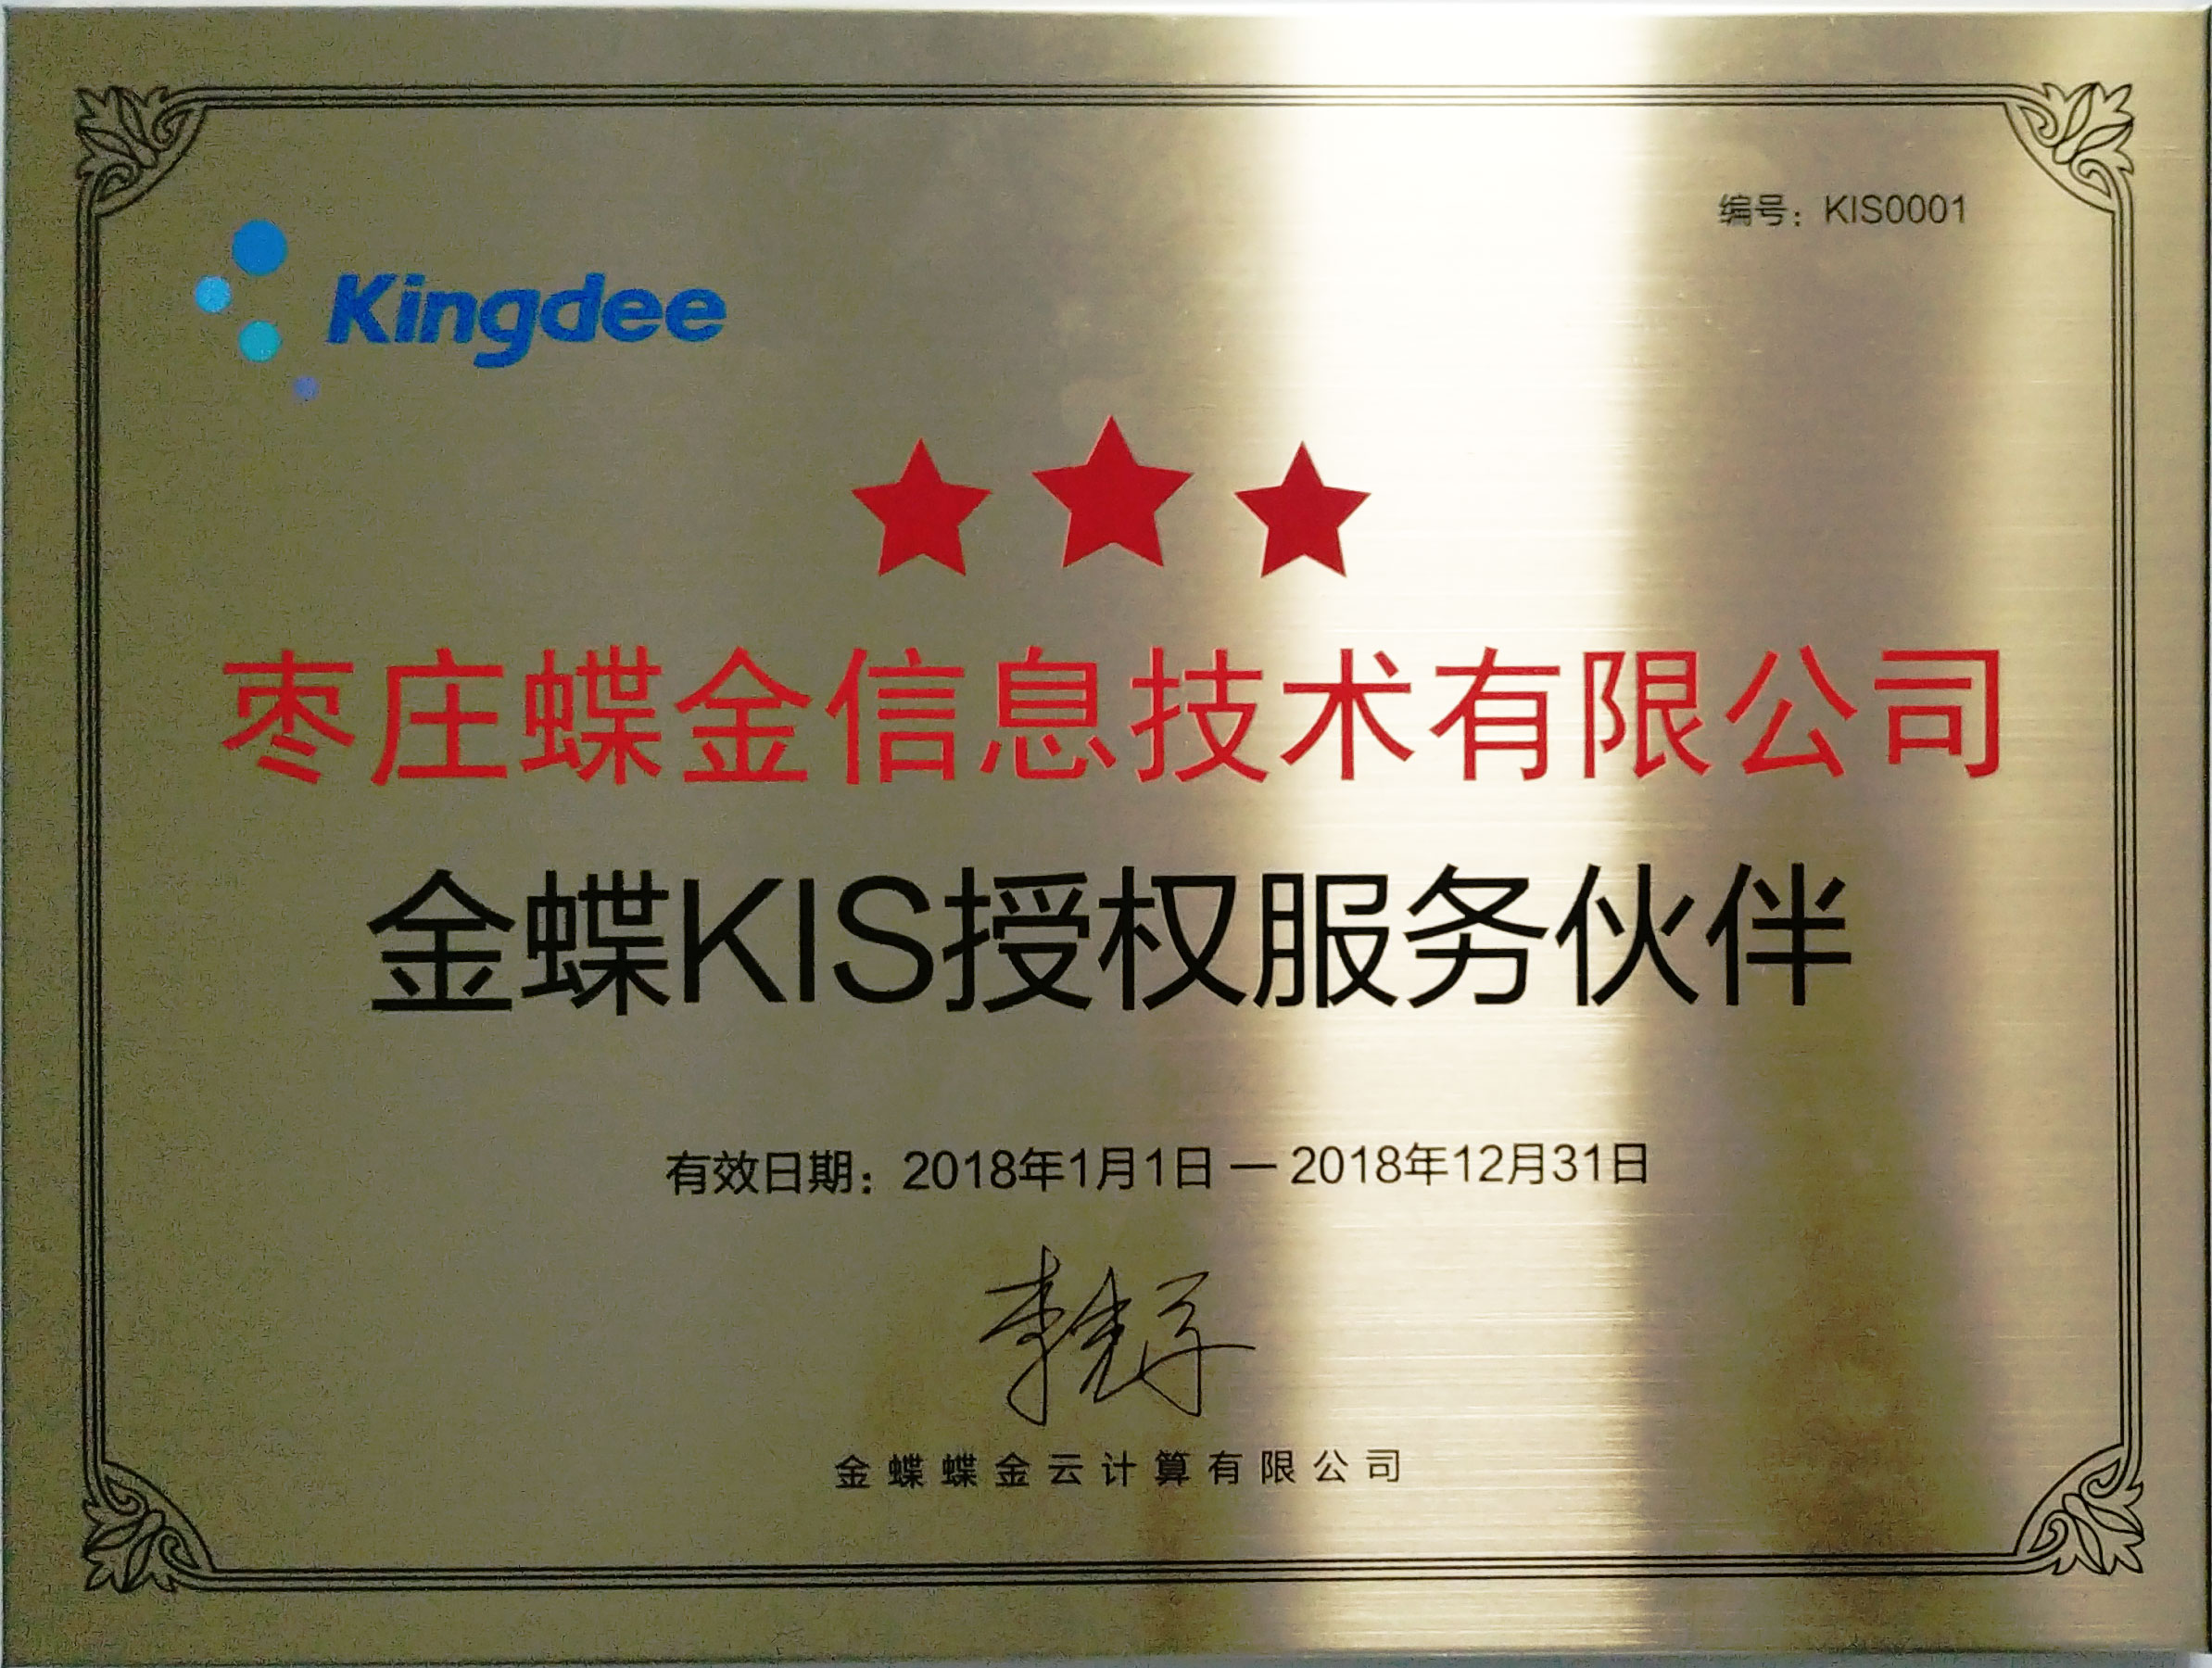 编号：KIS0001
Kingdee
枣庄蝶金信息技术有限公司
金蝶KIS授权服务伙伴
有效日期：2018年1月1日 — 2018年12月31日
金蝶蝶金云计算有限公司